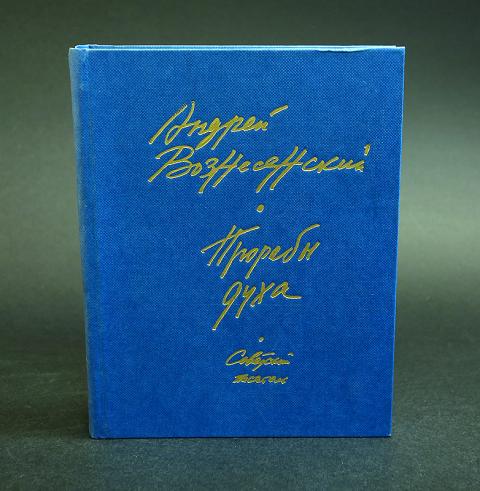 Андрей
Вознесенский
Прорабы
духа
Советский
писатель